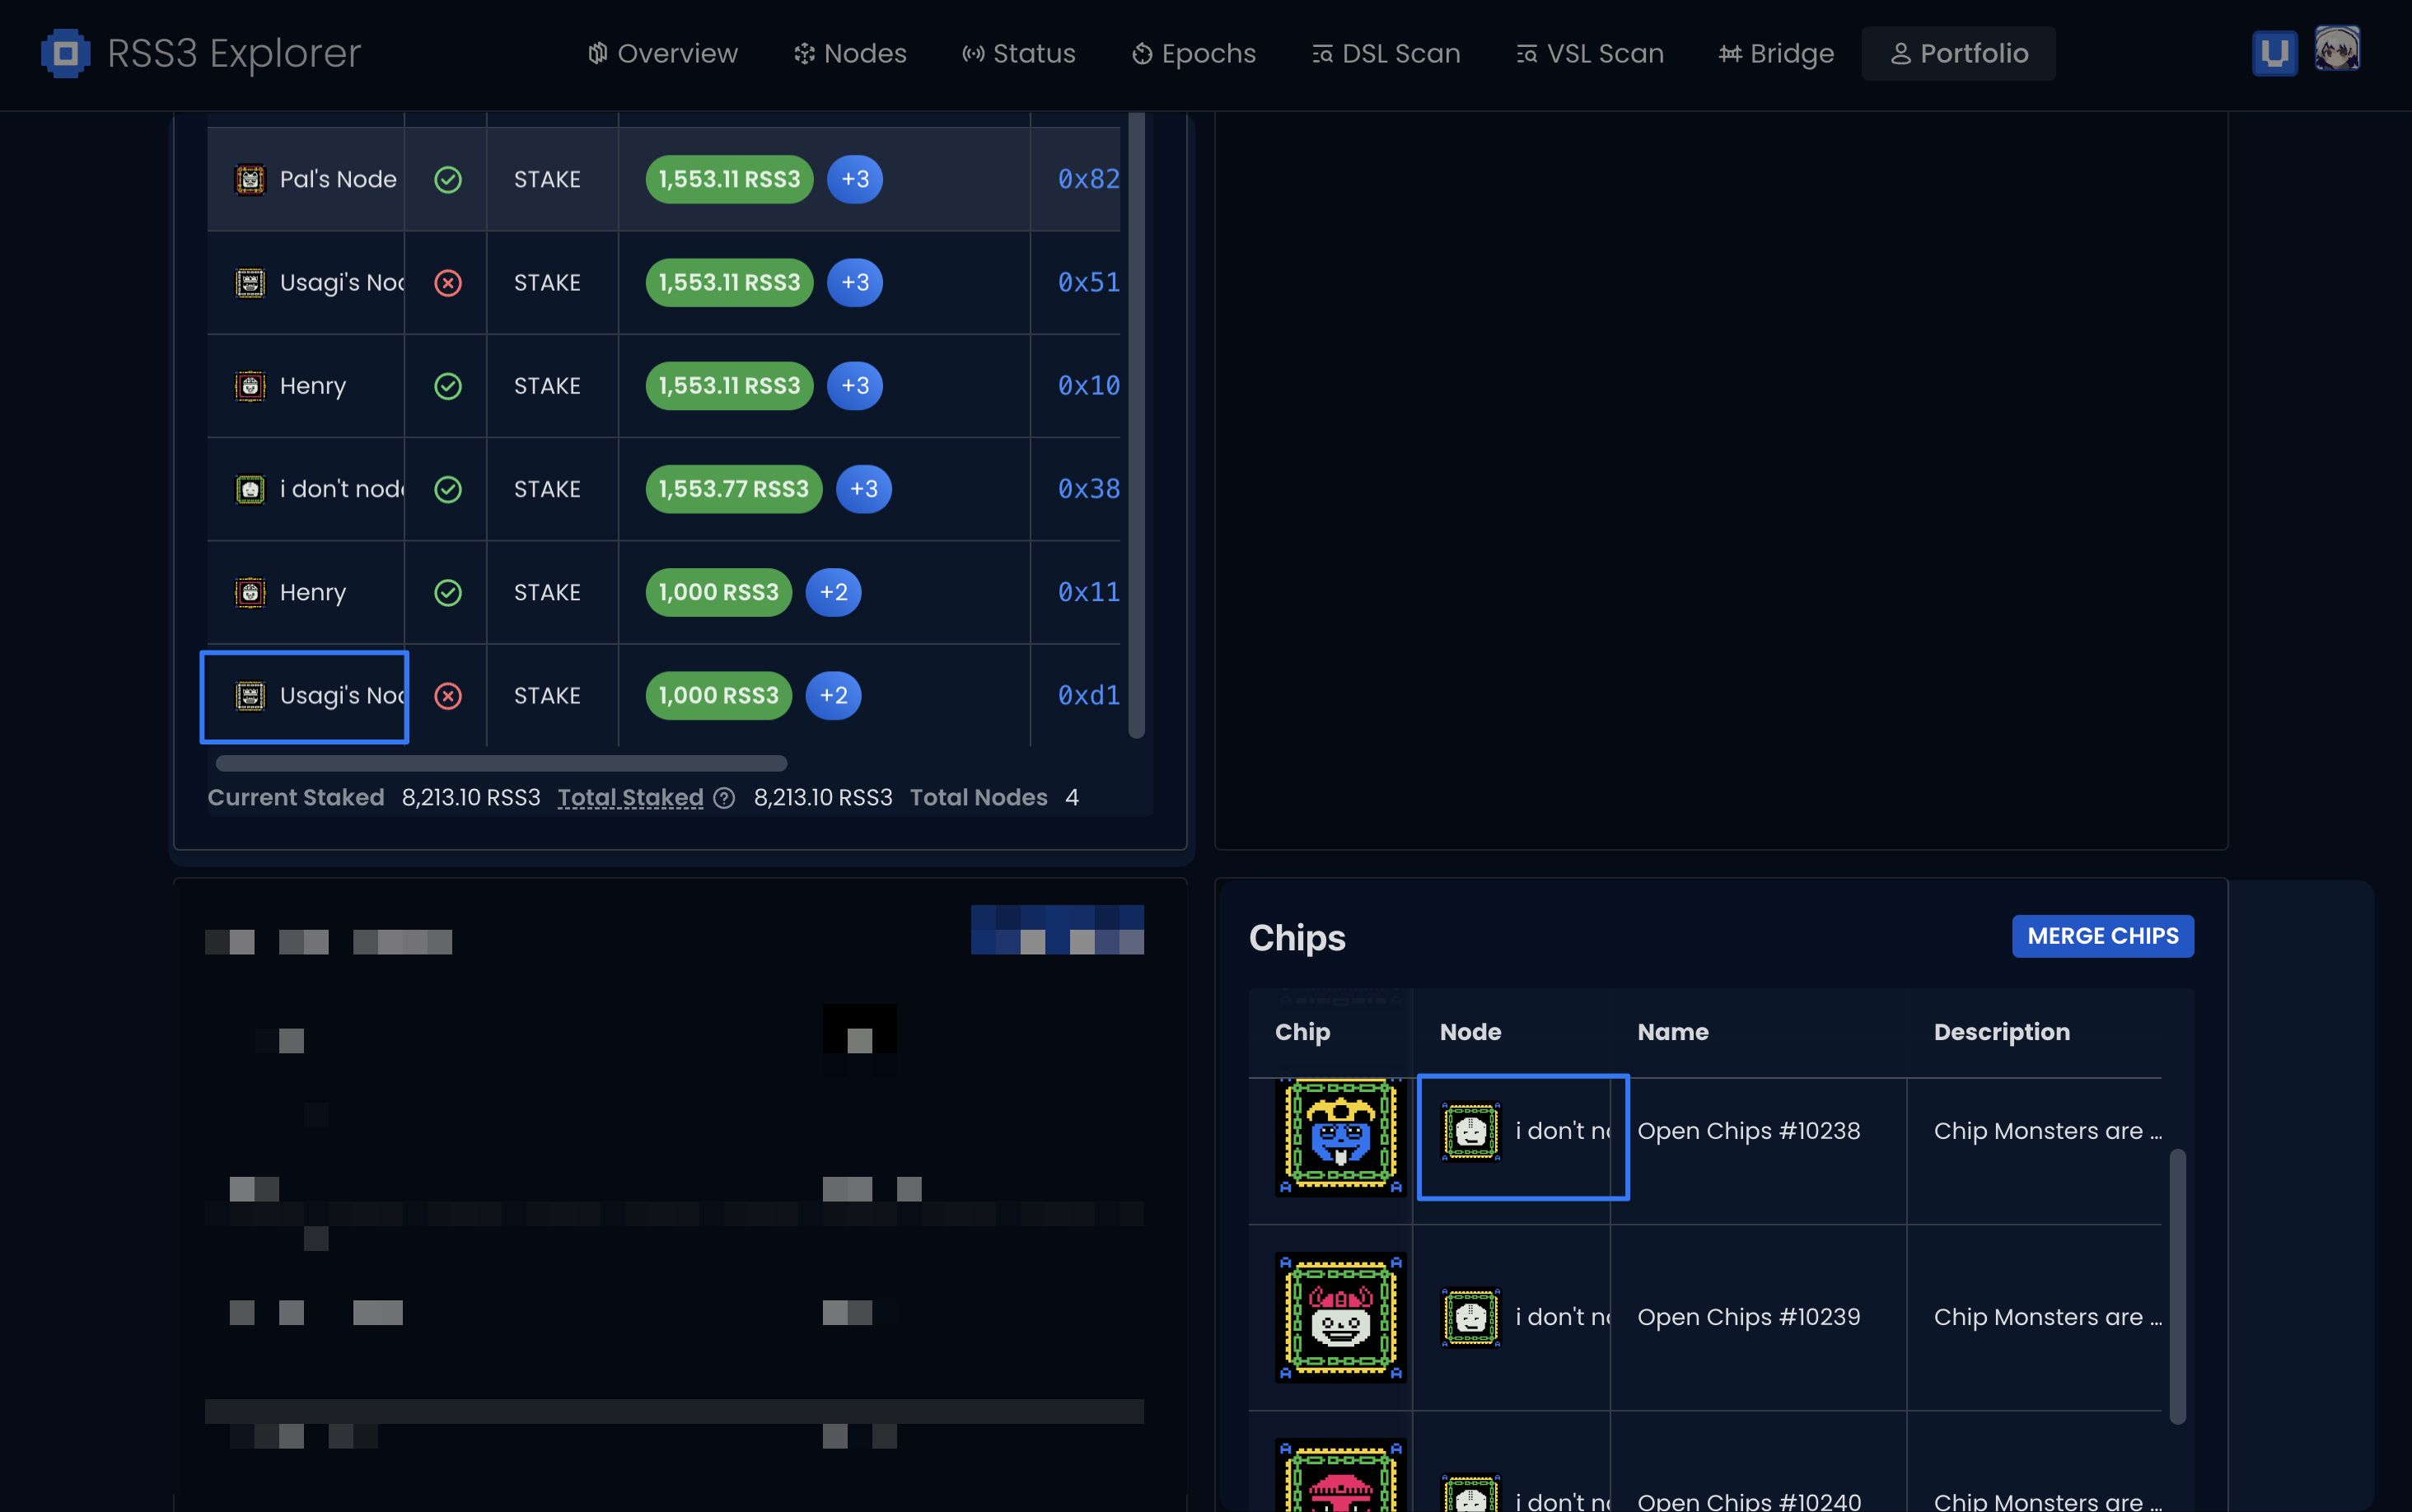 RSS3 Explorer Overview Nodes Status Epochs DSL Scan VSL Scan Bridge Portfolio
Pal's Node STAKE 1,553.11 RSS3 +3 0x82
Usagi's Noc STAKE 1,553.11 RSS3 +3 0x51
Henry STAKE 1,553.11 RSS3 +3 0x10
i don't node STAKE 1,553.77 RSS3 +3 0x38
Henry STAKE 1,000 RSS3 +2 0x11
Usagi's Noc STAKE 1,000 RSS3 +2 0xd1
Current Staked 8,213.10 RSS3 Total Staked ? 8,213.10 RSS3 Total Nodes 4
Chips MERGE CHIPS
Chip Node Name Description
i don't no Open Chips #10238 Chip Monsters are ...
i don't no Open Chips #10239 Chip Monsters are ...
i don't no Open Chips #10240 Chip Monsters are ...